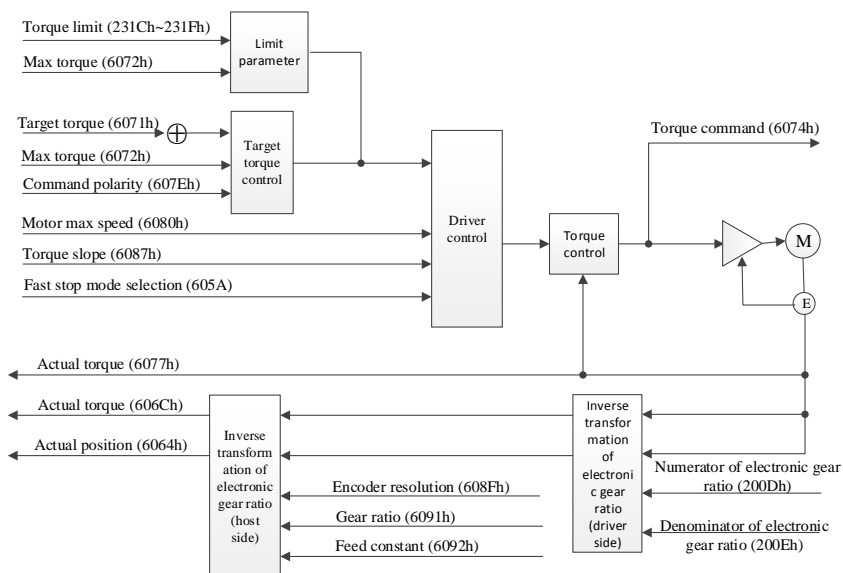 Torque limit (231Ch~231Fh)
Max torque (6072h)
Limit
parameter
Target torque (6071h)
Max torque (6072h)
Command polarity (607Eh)
Target
torque
control
Motor max speed (6080h)
Torque slope (6087h)
Fast stop mode selection (605A)
Driver
control
Torque
control
Torque command (6074h)
M
E
Actual torque (6077h)
Actual torque (606Ch)
Actual position (6064h)
Inverse
transform
ation of
electronic
gear ratio
(host
side)
Encoder resolution (608Fh)
Gear ratio (6091h)
Feed constant (6092h)
Inverse
transfor
mation
of
electroni
c gear
ratio
(driver
side)
Numerator of electronic gear
ratio (200Dh)
Denominator of electronic
gear ratio (200Eh)